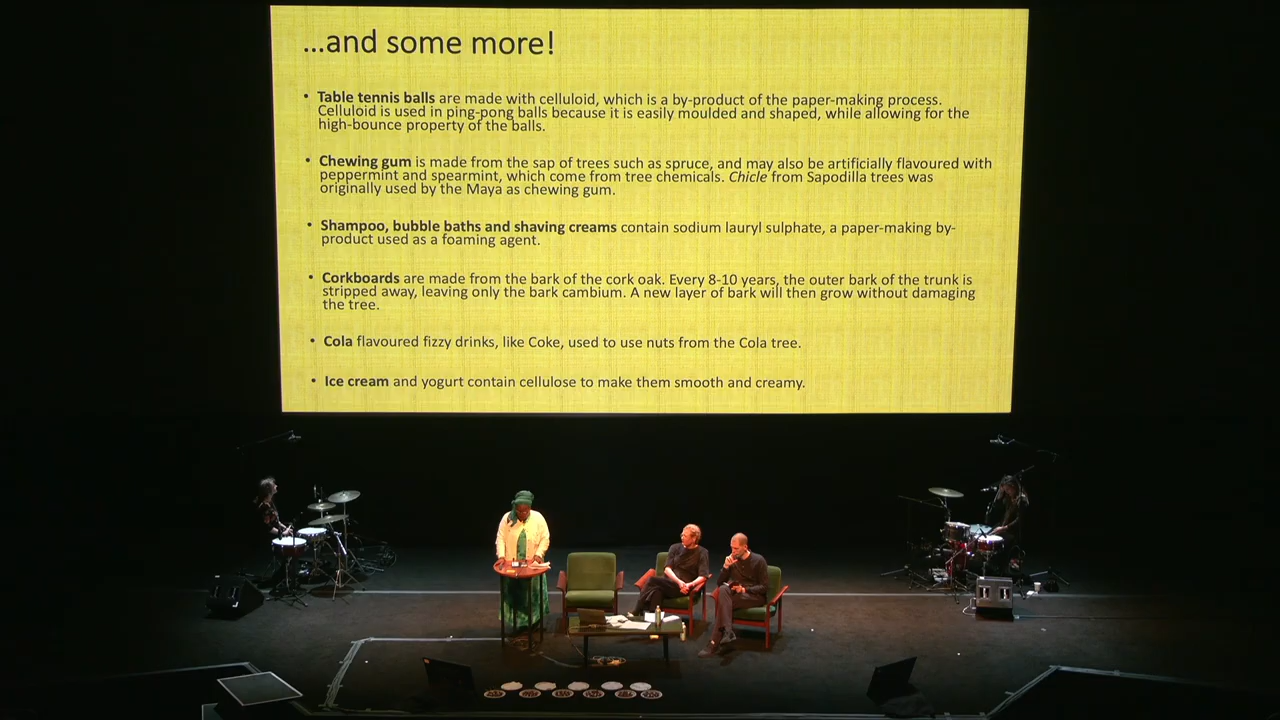 ...and some more!
• Table tennis balls are made with celluloid, which is a by-product of the paper-making process.
Celluloid is used in ping-pong balls because it is easily moulded and shaped, while allowing for the
high-bounce property of the balls.
• Chewing gum is made from the sap of trees such as spruce, and may also be artificially flavoured with
peppermint and spearmint, which come from tree chemicals. Chicle from Sapodilla trees was
originally used by the Maya as chewing gum.
• Shampoo, bubble baths and shaving creams contain sodium lauryl sulphate, a paper-making by-
product used as a foaming agent.
• Corkboards are made from the bark of the cork oak. Every 8-10 years, the outer bark of the trunk is
stripped away, leaving only the bark cambium. A new layer of bark will then grow without damaging
the tree.
• Cola flavoured fizzy drinks, like Coke, used to use nuts from the Cola tree.
• Ice cream and yogurt contain cellulose to make them smooth and creamy.